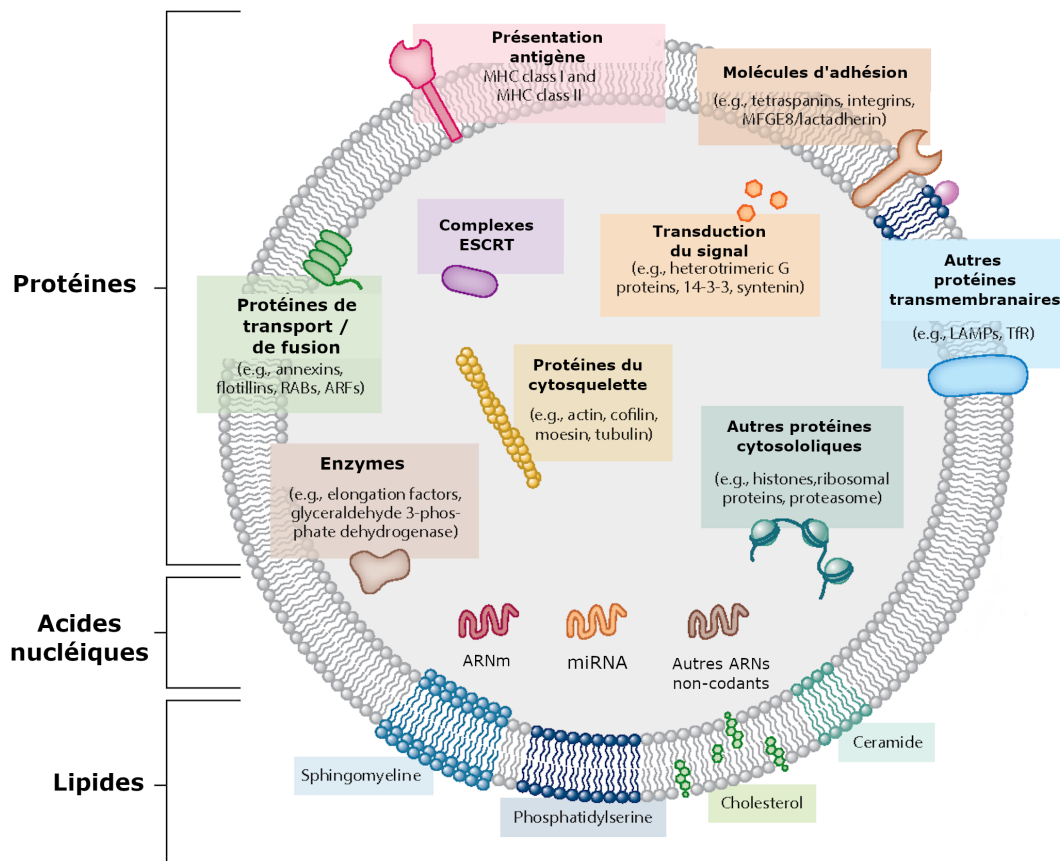 Protéines
Acides
nucléiques
Lipides
Présentation
antigène
MHC class I and
MHC class II
Molécules d'adhésion
(e.g., tetraspanins, integrins,
MFGE8/lactadherin)
Complexes
ESCRT
Transduction
du signal
(e.g., heterotrimeric G
proteins, 14-3-3, syntenin)
Autres
protéines
transmembranaires
(e.g., LAMPs, TfR)
Protéines de
transport /
de fusion
(e.g., annexins,
flotillins, RABs, ARFs)
Protéines du
cytosquelette
(e.g., actin, cofilin,
moesin, tubulin)
Autres protéines
cytosololiques
(e.g., histones,ribosomal
proteins, proteasome)
Enzymes
(e.g., elongation factors,
glyceraldehyde 3-phos-
phate dehydrogenase)
ARNm
miRNA
Autres ARNs
non-codants
Sphingomyeline
Phosphatidylserine
Cholesterol
Ceramide